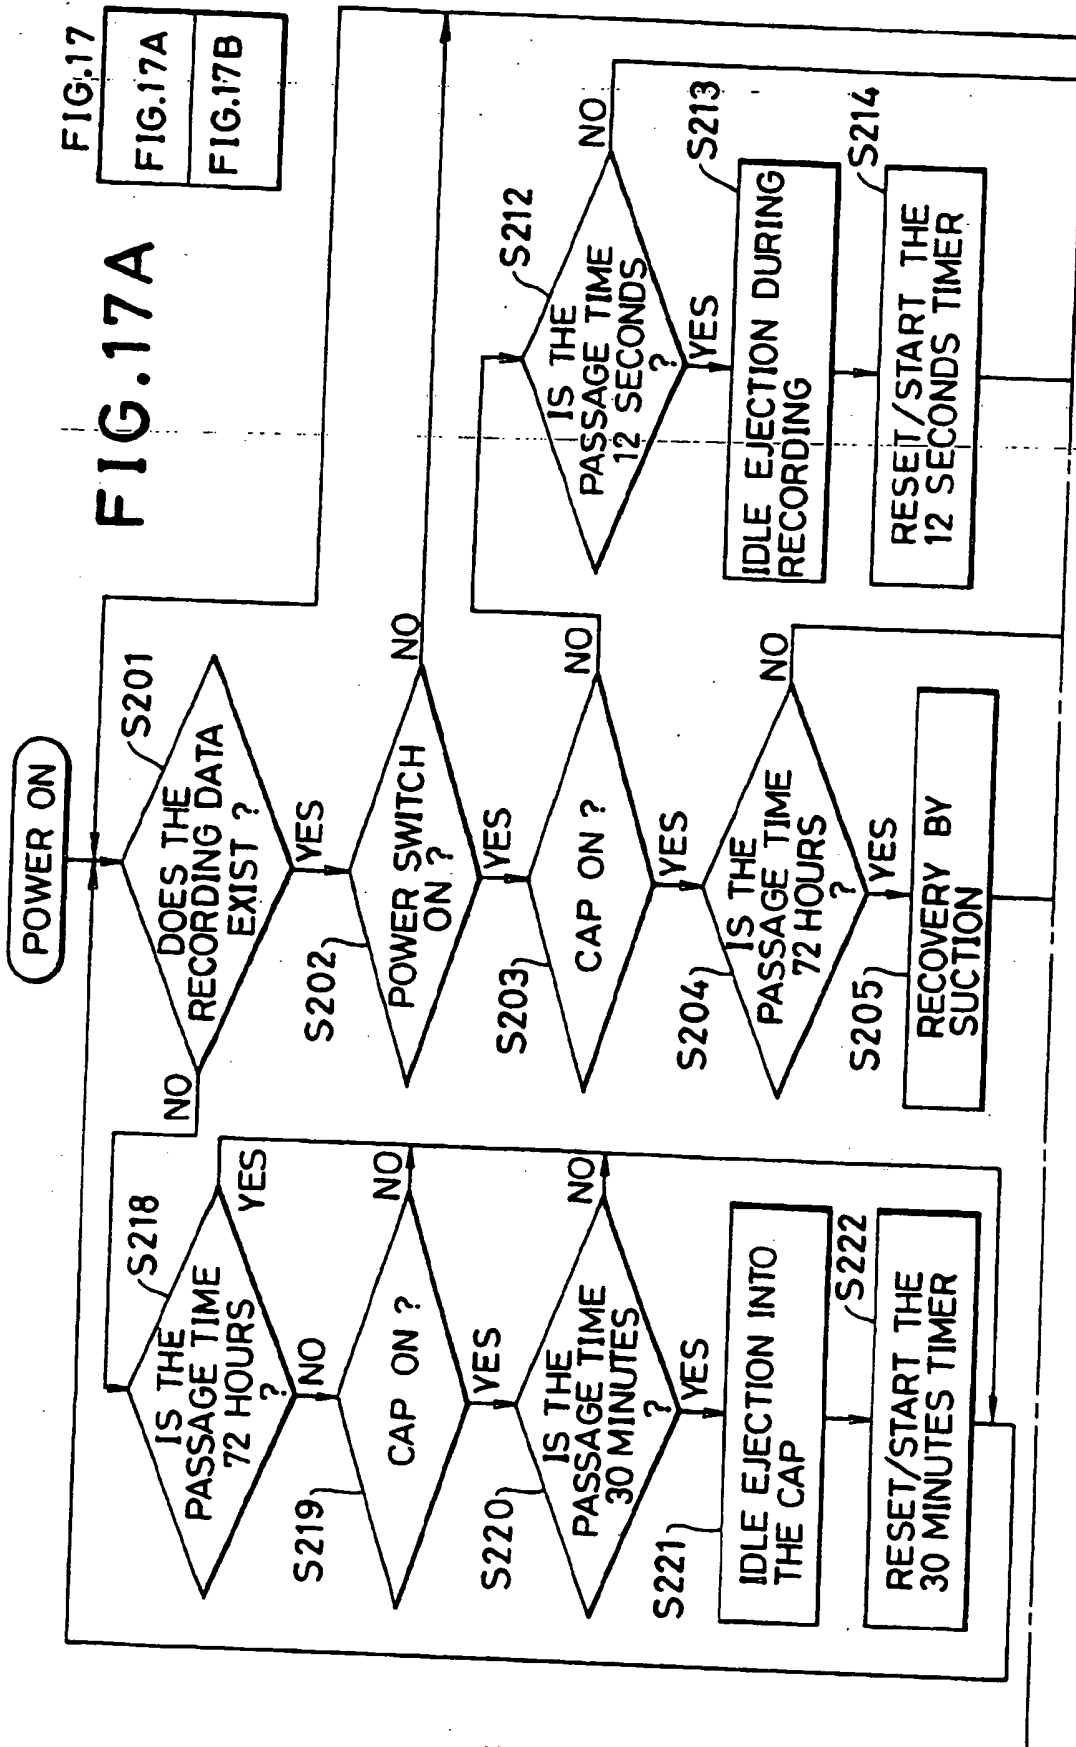 FIG.17
FIG.17A
FIG.17B
FIG.17A
POWER ON
S201
DOES THE
RECORDING DATA
EXIST ?
NO
YES
S202
POWER SWITCH
ON ?
NO
YES
S203
CAP ON ?
NO
YES
S204
IS THE
PASSAGE TIME
72 HOURS
?
NO
YES
S205
RECOVERY BY
SUCTION
S212
IS THE
PASSAGE TIME
12 SECONDS
?
NO
YES
S213
IDLE EJECTION DURING
RECORDING
S214
RESET/START THE
12 SECONDS TIMER
S218
IS THE
PASSAGE TIME
72 HOURS
?
YES
NO
S219
CAP ON ?
NO
YES
S220
IS THE
PASSAGE TIME
30 MINUTES
?
NO
YES
S221
IDLE EJECTION INTO
THE CAP
S222
RESET/START THE
30 MINUTES TIMER